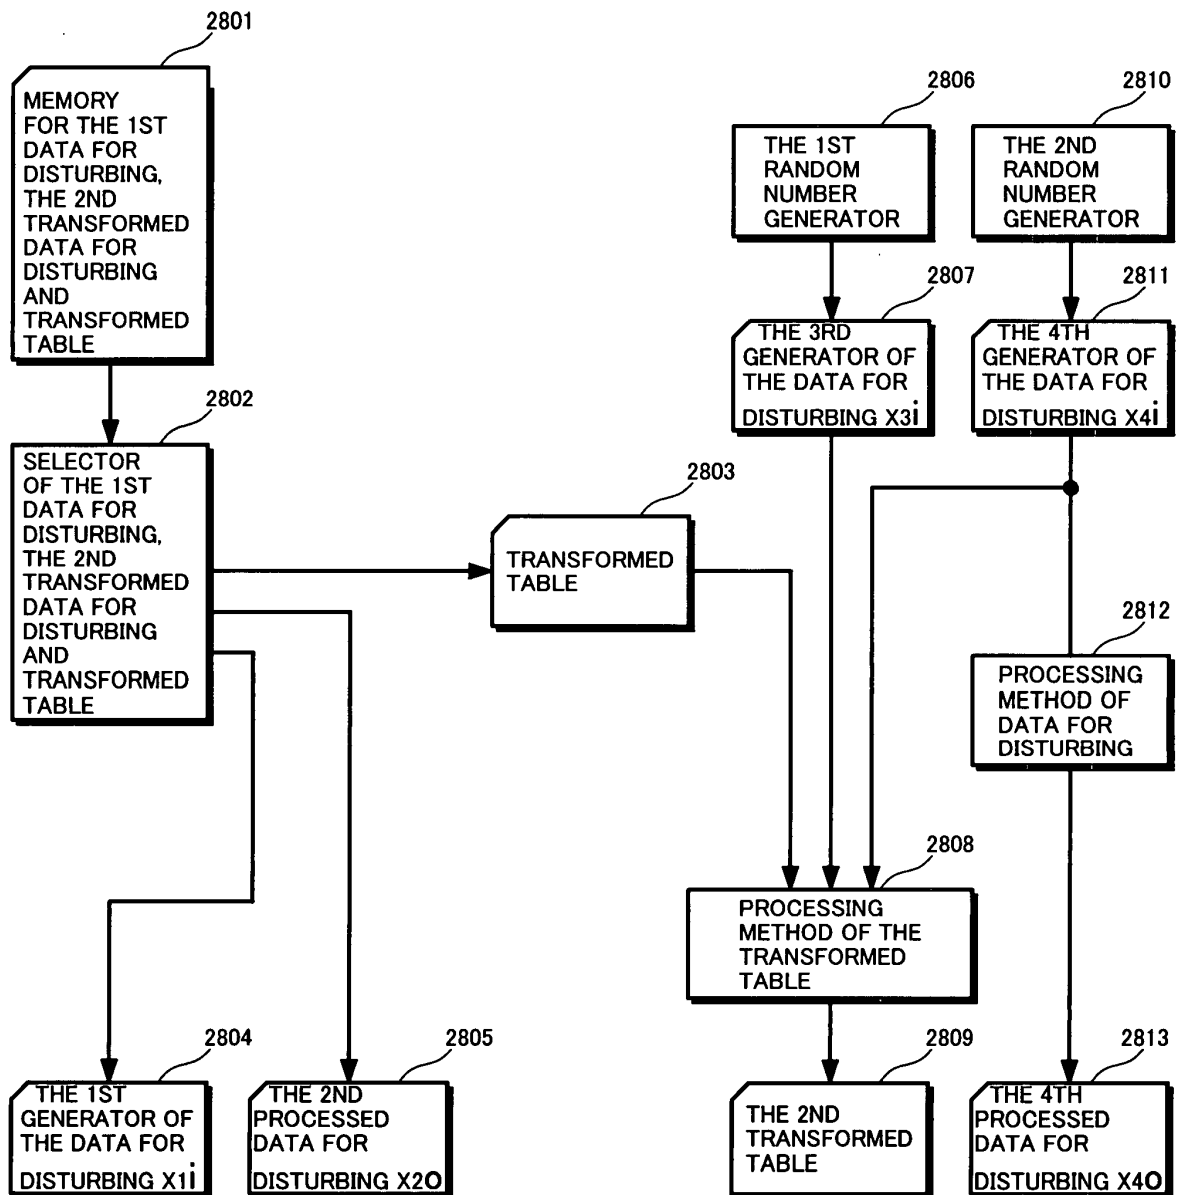 2801
MEMORY
FOR THE 1ST
DATA FOR
DISTURBING,
THE 2ND
TRANSFORMED
DATA FOR
DISTURBING
AND
TRANSFORMED
TABLE
2806
THE 1ST
RANDOM
NUMBER
GENERATOR
2810
THE 2ND
RANDOM
NUMBER
GENERATOR
2807
THE 3RD
GENERATOR OF
THE DATA FOR
DISTURBING X3i
2811
THE 4TH
GENERATOR OF
THE DATA FOR
DISTURBING X4i
2802
SELECTOR
OF THE 1ST
DATA FOR
DISTURBING,
THE 2ND
TRANSFORMED
DATA FOR
DISTURBING
AND
TRANSFORMED
TABLE
2803
TRANSFORMED
TABLE
2812
PROCESSING
METHOD OF
DATA FOR
DISTURBING
2808
PROCESSING
METHOD OF THE
TRANSFORMED
TABLE
2804
THE 1ST
GENERATOR OF
THE DATA FOR
DISTURBING X1i
2805
THE 2ND
PROCESSED
DATA FOR
DISTURBING X2O
2809
THE 2ND
TRANSFORMED
TABLE
2813
THE 4TH
PROCESSED
DATA FOR
DISTURBING X4O